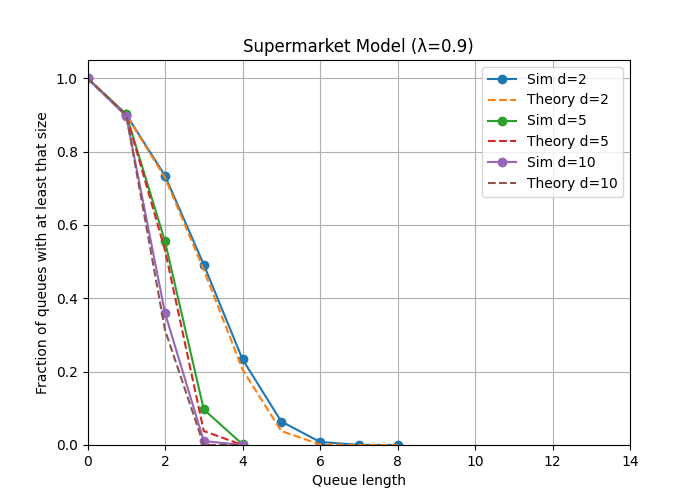 Supermarket Model (λ=0.9)
Fraction of queues with at least that size
1.0
0.8
0.6
0.4
0.2
0.0
Sim d=2
Theory d=2
Sim d=5
Theory d=5
Sim d=10
Theory d=10
0 2 4 6 8 10 12 14
Queue length